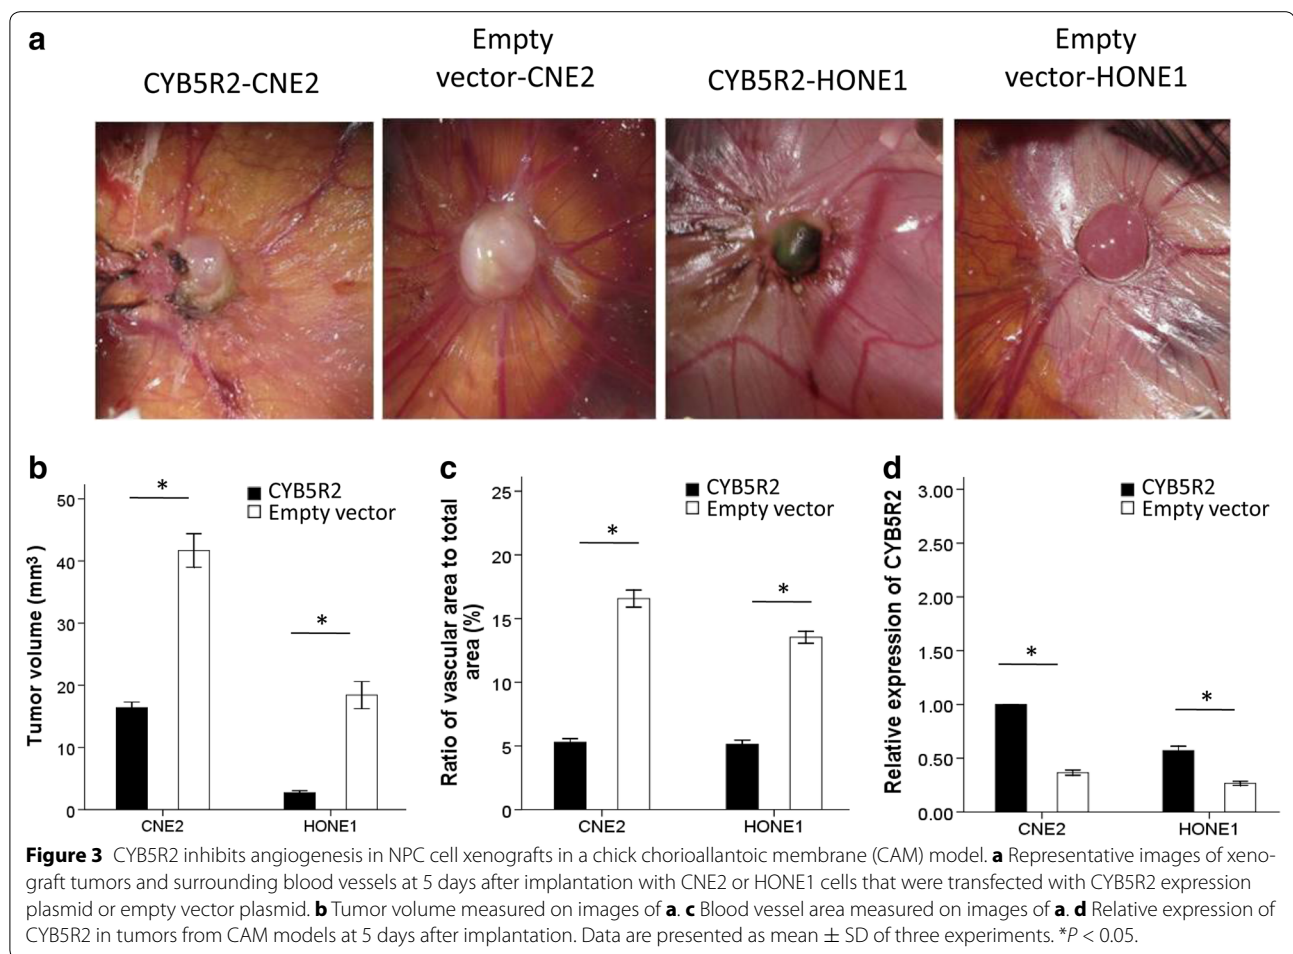 a
CYB5R2-CNE2
Empty
vector-CNE2
CYB5R2-HONE1
Empty
vector-HONE1
b
Tumor volume (mm³)
50
40
30
20
10
0
*
*
CYB5R2
Empty vector
CNE2
HONE1
c
Ratio of vascular area to total
area (%)
25
20
15
10
5
0
*
*
CYB5R2
Empty vector
CNE2
HONE1
d
Relative expression of CYB5R2
3.00
2.50
2.00
1.50
1.00
0.50
0.00
*
*
CYB5R2
Empty vector
CNE2
HONE1
Figure 3 CYB5R2 inhibits angiogenesis in NPC cell xenografts in a chick chorioallantoic membrane (CAM) model. a Representative images of xeno-
graft tumors and surrounding blood vessels at 5 days after implantation with CNE2 or HONE1 cells that were transfected with CYB5R2 expression
plasmid or empty vector plasmid. b Tumor volume measured on images of a. c Blood vessel area measured on images of a. d Relative expression of
CYB5R2 in tumors from CAM models at 5 days after implantation. Data are presented as mean ± SD of three experiments. *P < 0.05.